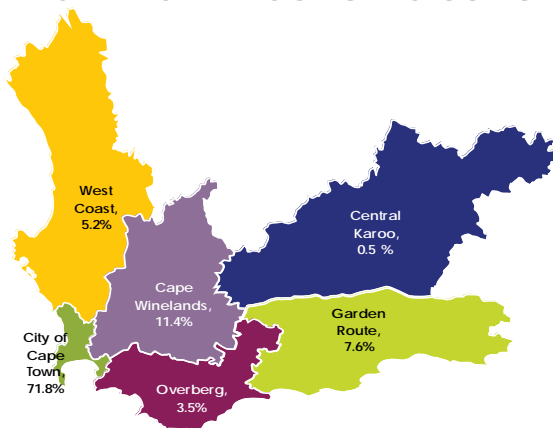 West
Coast,
5.2%
Central
Karoo,
0.5 %
Cape
Winelands,
11.4%
Garden
Route,
7.6%
City of
Cape
Town,
71.8%
Overberg,
3.5%